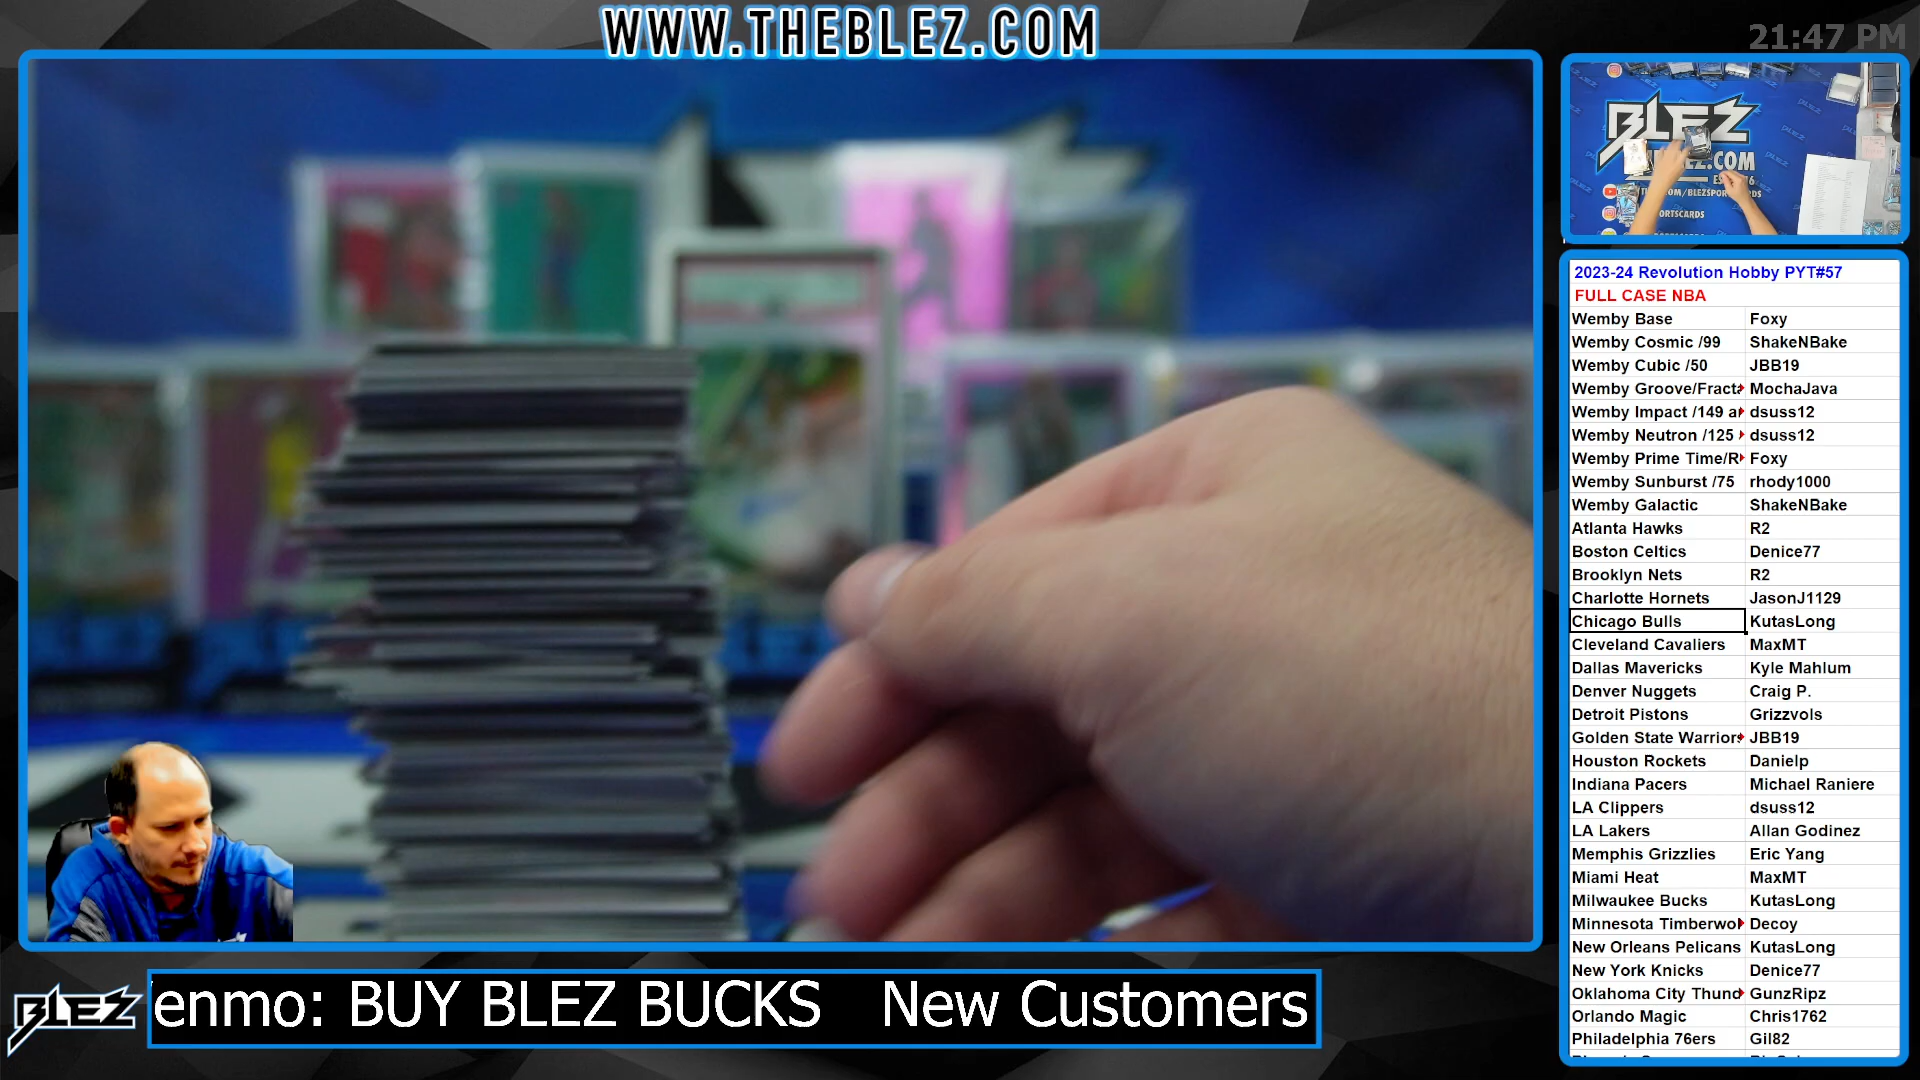 WWW.THEBLEZ.COM
21:47 PM
BLEZ
2023-24 Revolution Hobby PYT#57
FULL CASE NBA
Wemby Base Foxy
Wemby Cosmic /99 ShakeNBake
Wemby Cubic /50 JBB19
Wemby Groove/Fracta MochaJava
Wemby Impact /149 ar dsuss12
Wemby Neutron /125 dsuss12
Wemby Prime Time/R Foxy
Wemby Sunburst /75 rhody1000
Wemby Galactic ShakeNBake
Atlanta Hawks R2
Boston Celtics Denice77
Brooklyn Nets R2
Charlotte Hornets JasonJ1129
Chicago Bulls KutasLong
Cleveland Cavaliers MaxMT
Dallas Mavericks Kyle Mahlum
Denver Nuggets Craig P.
Detroit Pistons Grizzvols
Golden State Warriors JBB19
Houston Rockets Danielp
Indiana Pacers Michael Raniere
LA Clippers dsuss12
LA Lakers Allan Godinez
Memphis Grizzlies Eric Yang
Miami Heat MaxMT
Milwaukee Bucks KutasLong
Minnesota Timberwol Decoy
New Orleans Pelicans KutasLong
New York Knicks Denice77
Oklahoma City Thund GunzRipz
Orlando Magic Chris1762
Philadelphia 76ers Gil82
BLEZ
enmo: BUY BLEZ BUCKS New Customers